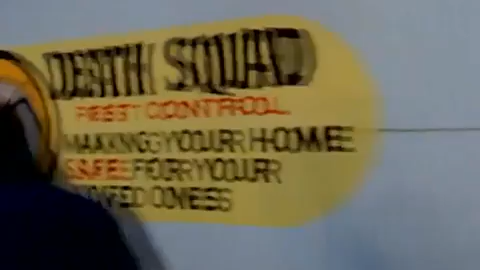 DEATH SQUAD
PEST CONTROL
MAKING YOUR HOME
SAFE FOR YOUR
LOVED ONES